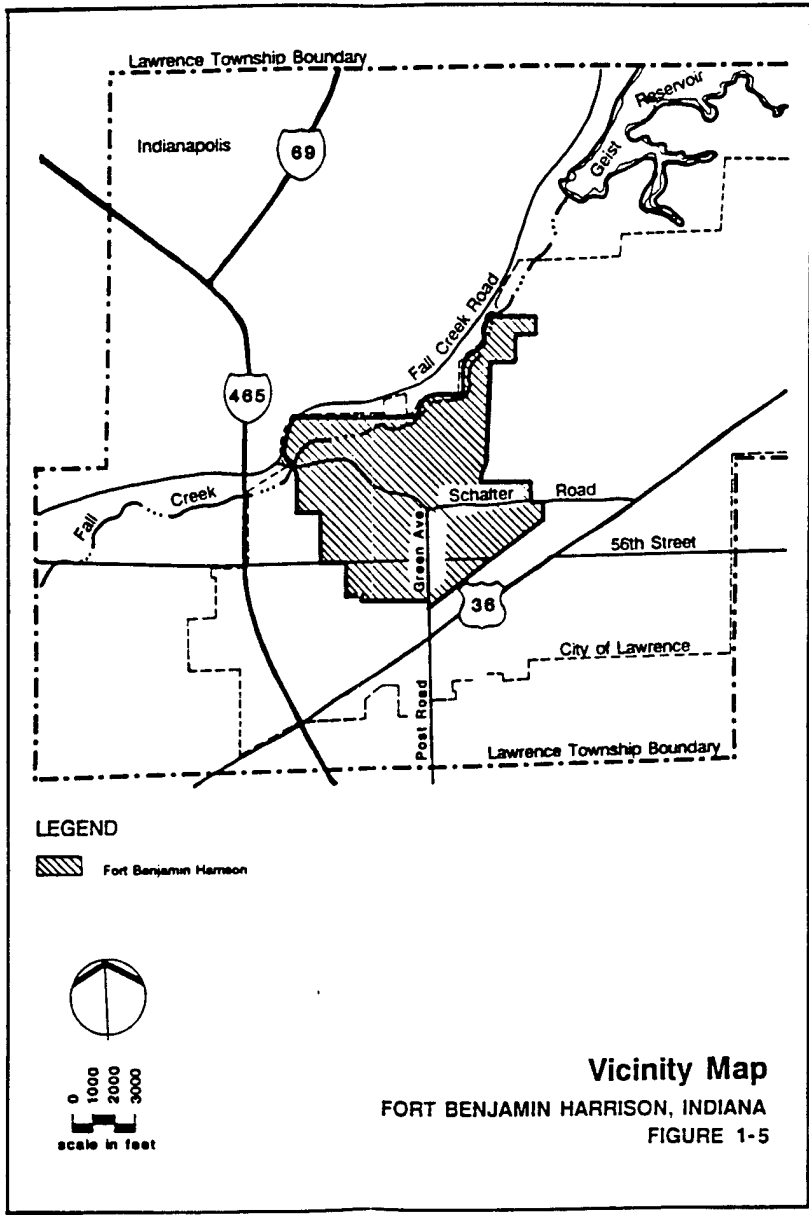 Lawrence Township Boundary
Indianapolis
69
Reservoir
Geist
Fall Creek Road
465
Fall Creek
Schafter Road
Green Ave
56th Street
36
City of Lawrence
Post Road
Lawrence Township Boundary
LEGEND
Fort Benjamin Harrison
0 1000 2000 3000
scale in feet
Vicinity Map
FORT BENJAMIN HARRISON, INDIANA
FIGURE 1-5